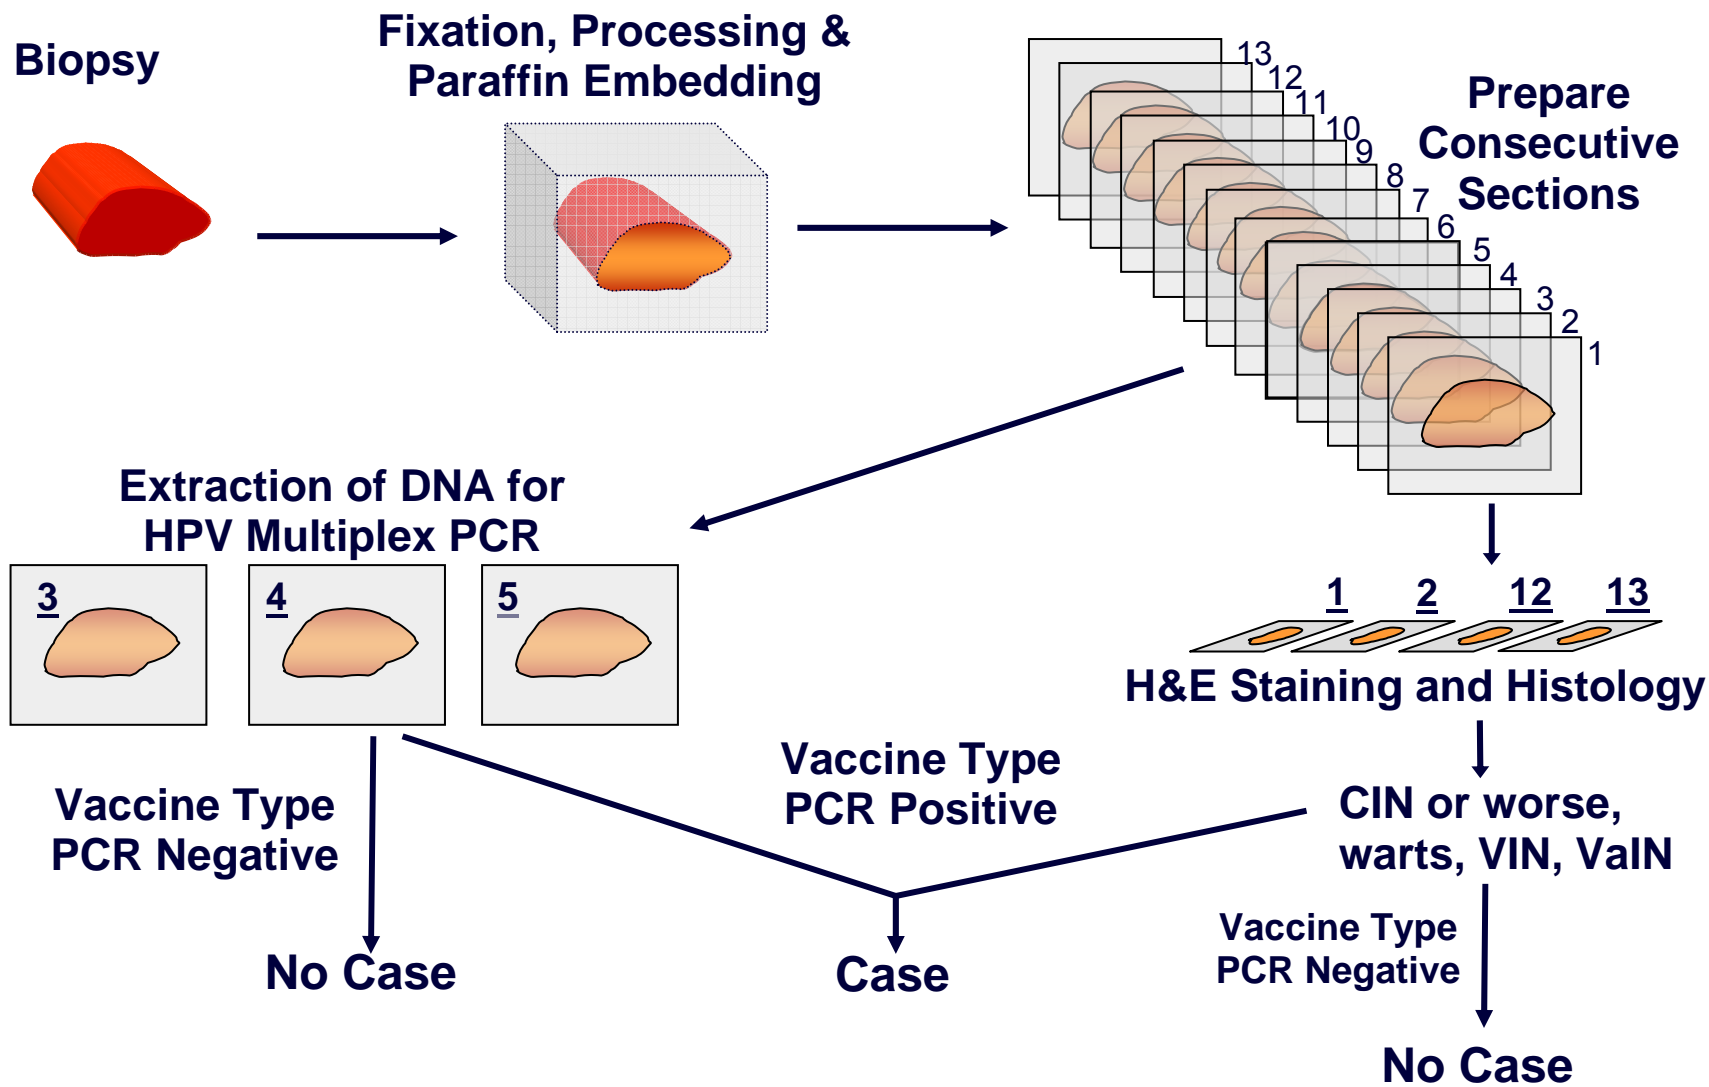 Biopsy
Fixation, Processing &
Paraffin Embedding
13
12
11
10
9
8
7
6
5
4
3
2
1
Prepare
Consecutive
Sections
Extraction of DNA for
HPV Multiplex PCR
3 4 5
1 2 12 13
H&E Staining and Histology
Vaccine Type
PCR Negative
Vaccine Type
PCR Positive
CIN or worse,
warts, VIN, VaIN
No Case
Case
Vaccine Type
PCR Negative
No Case